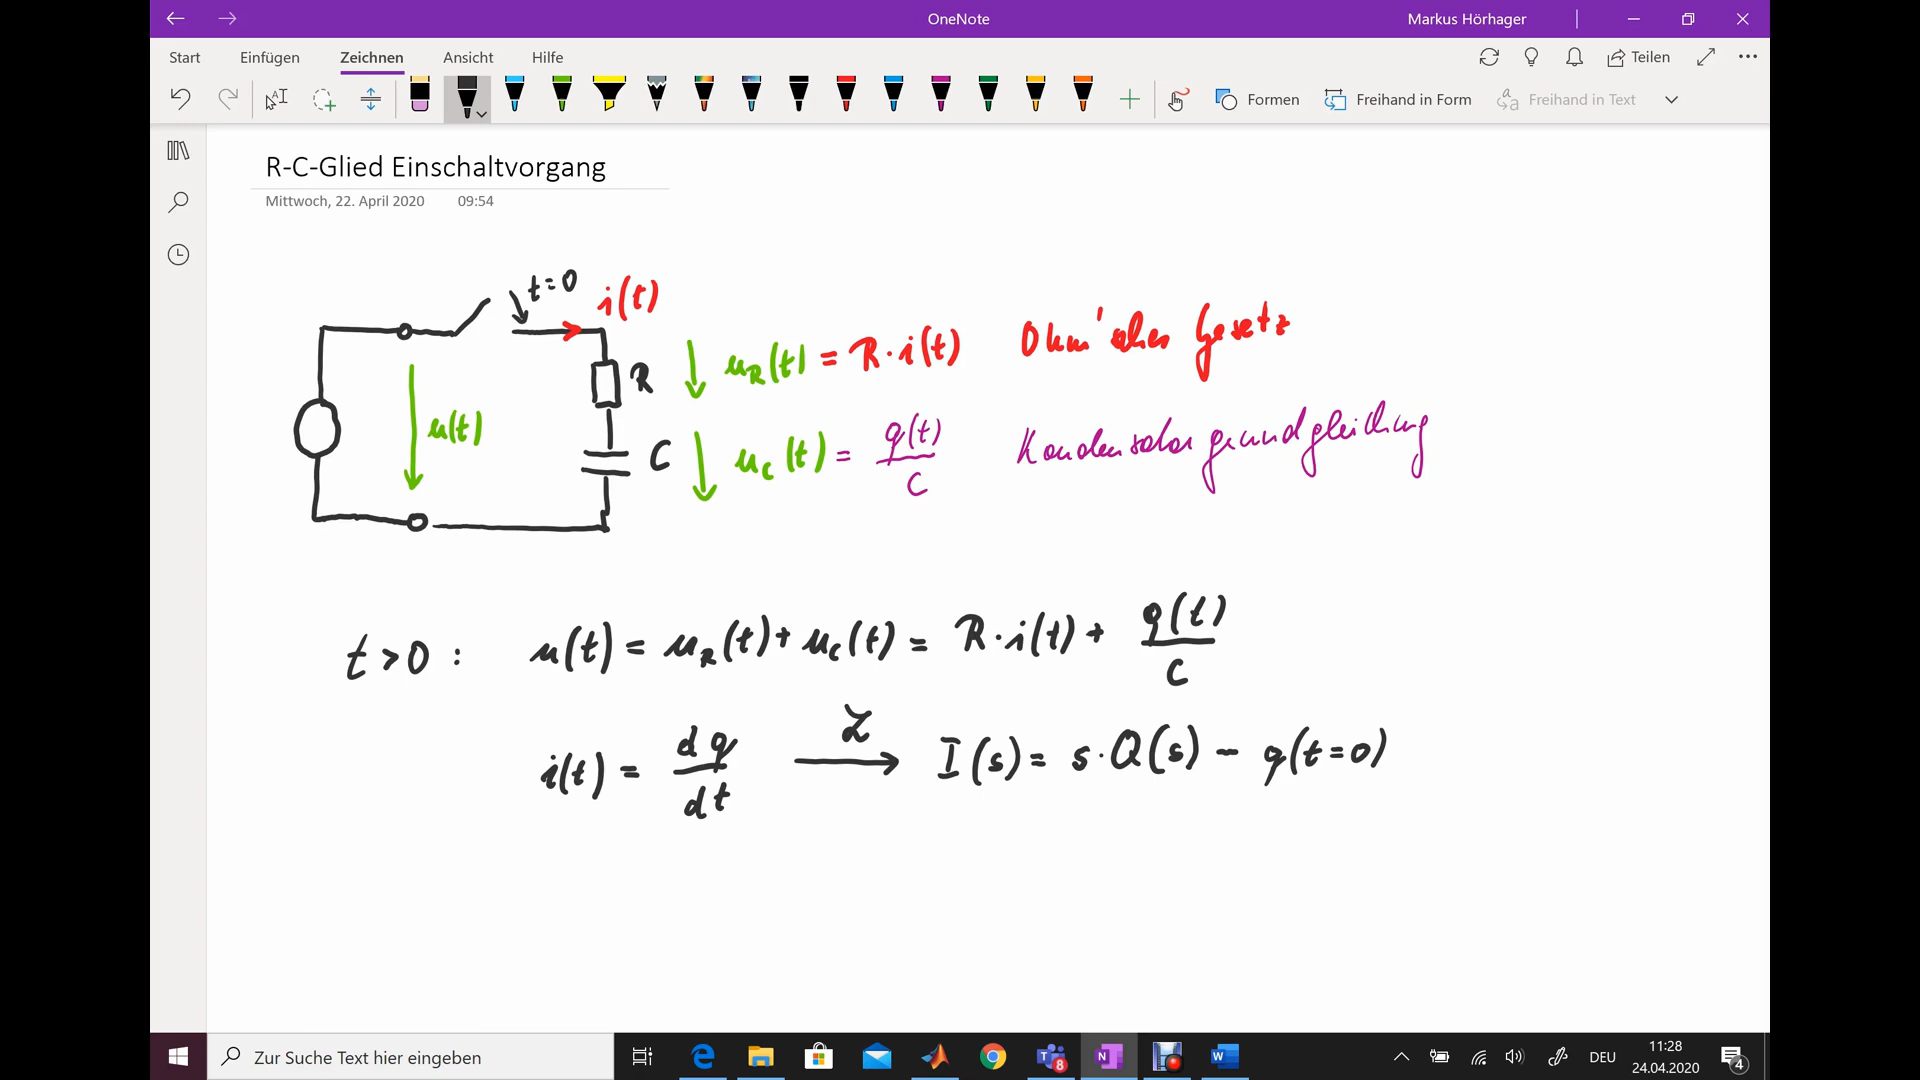 OneNote
Markus Hörhager
Start Einfügen Zeichnen Ansicht Hilfe
Teilen
Formen Freihand in Form Freihand in Text
R-C-Glied Einschaltvorgang
Mittwoch, 22. April 2020 09:54
t=0 i(t)
u_R(t) = R·i(t) Ohm'sches Gesetz
R
u(t)
C u_C(t) = q(t)/C Kondensatorgrundgleichung
t>0 : u(t) = u_R(t) + u_C(t) = R·i(t) + q(t)/C
i(t) = dq/dt ℒ→ I(s) = s·Q(s) − q(t=0)
Zur Suche Text hier eingeben
8
DEU
11:28
24.04.2020
4